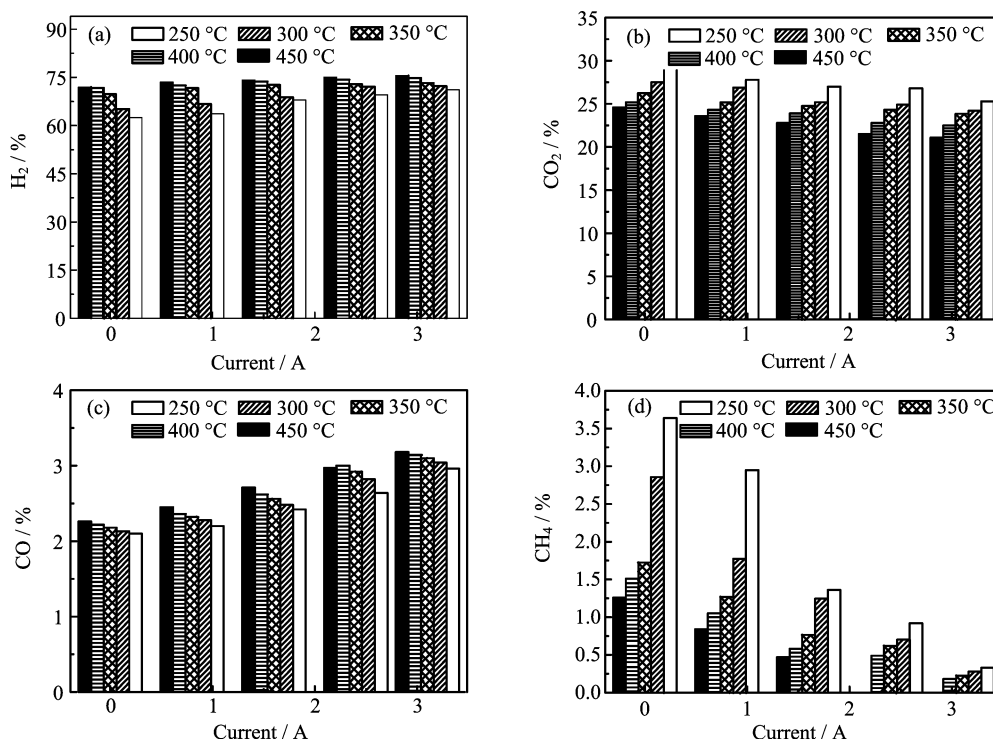 (a) 250 °C 300 °C 350 °C
400 °C 450 °C
90
75
60
45
30
15
0
H₂ / %
0 1 2 3
Current / A
(b) 250 °C 300 °C 350 °C
400 °C 450 °C
35
30
25
20
15
10
5
0
CO₂ / %
0 1 2 3
Current / A
(c) 250 °C 300 °C 350 °C
400 °C 450 °C
4
3
2
1
0
CO / %
0 1 2 3
Current / A
(d) 250 °C 300 °C 350 °C
400 °C 450 °C
4.0
3.5
3.0
2.5
2.0
1.5
1.0
0.5
0.0
CH₄ / %
0 1 2 3
Current / A